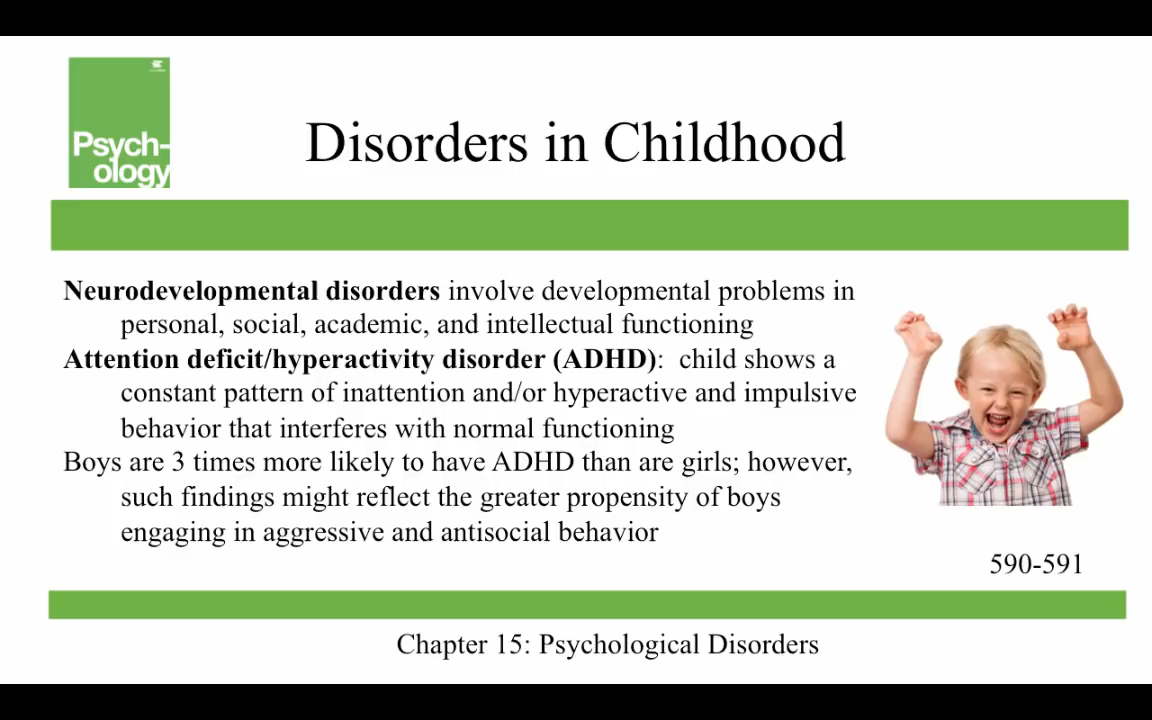 Psych-
ology
Disorders in Childhood
Neurodevelopmental disorders involve developmental problems in
personal, social, academic, and intellectual functioning
Attention deficit/hyperactivity disorder (ADHD): child shows a
constant pattern of inattention and/or hyperactive and impulsive
behavior that interferes with normal functioning
Boys are 3 times more likely to have ADHD than are girls; however,
such findings might reflect the greater propensity of boys
engaging in aggressive and antisocial behavior
590-591
Chapter 15: Psychological Disorders